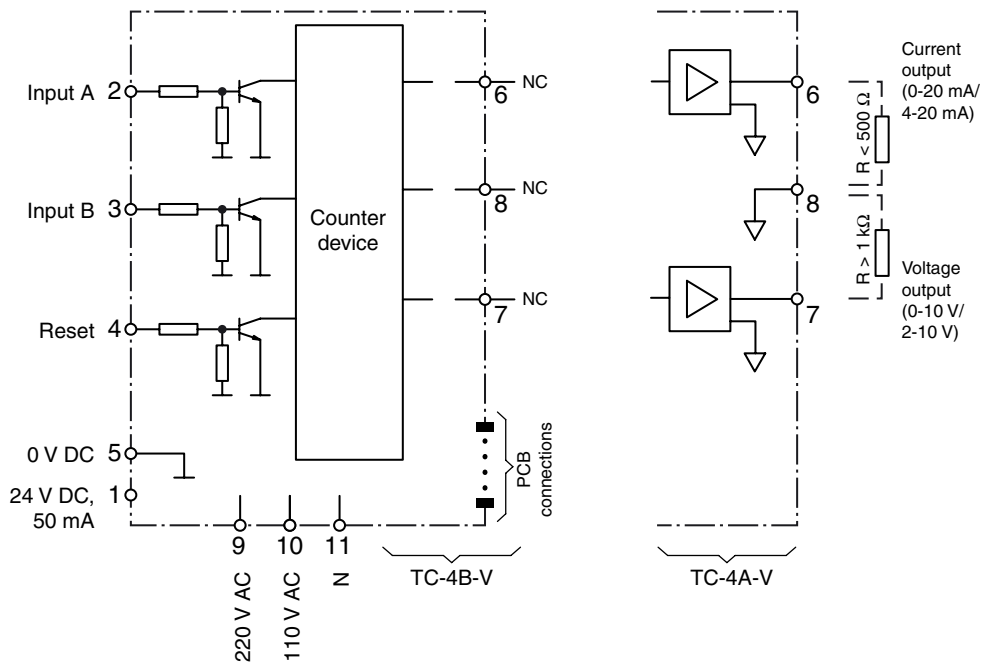 Input A 2
Input B 3
Reset 4
0 V DC 5
24 V DC, 1
50 mA
Counter
device
6 NC
8 NC
7 NC
PCB
connections
9 10 11
220 V AC
110 V AC
N
TC-4B-V
6
8
7
R < 500 Ω
R > 1 kΩ
Current
output
(0-20 mA/
4-20 mA)
Voltage
output
(0-10 V/
2-10 V)
TC-4A-V